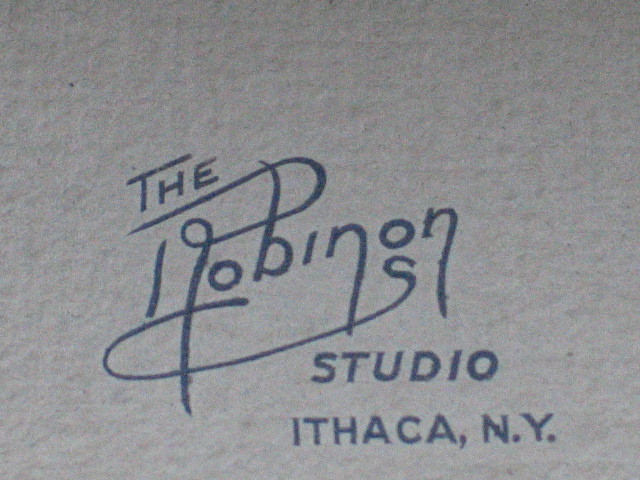 THE
Robinson
STUDIO
ITHACA, N.Y.